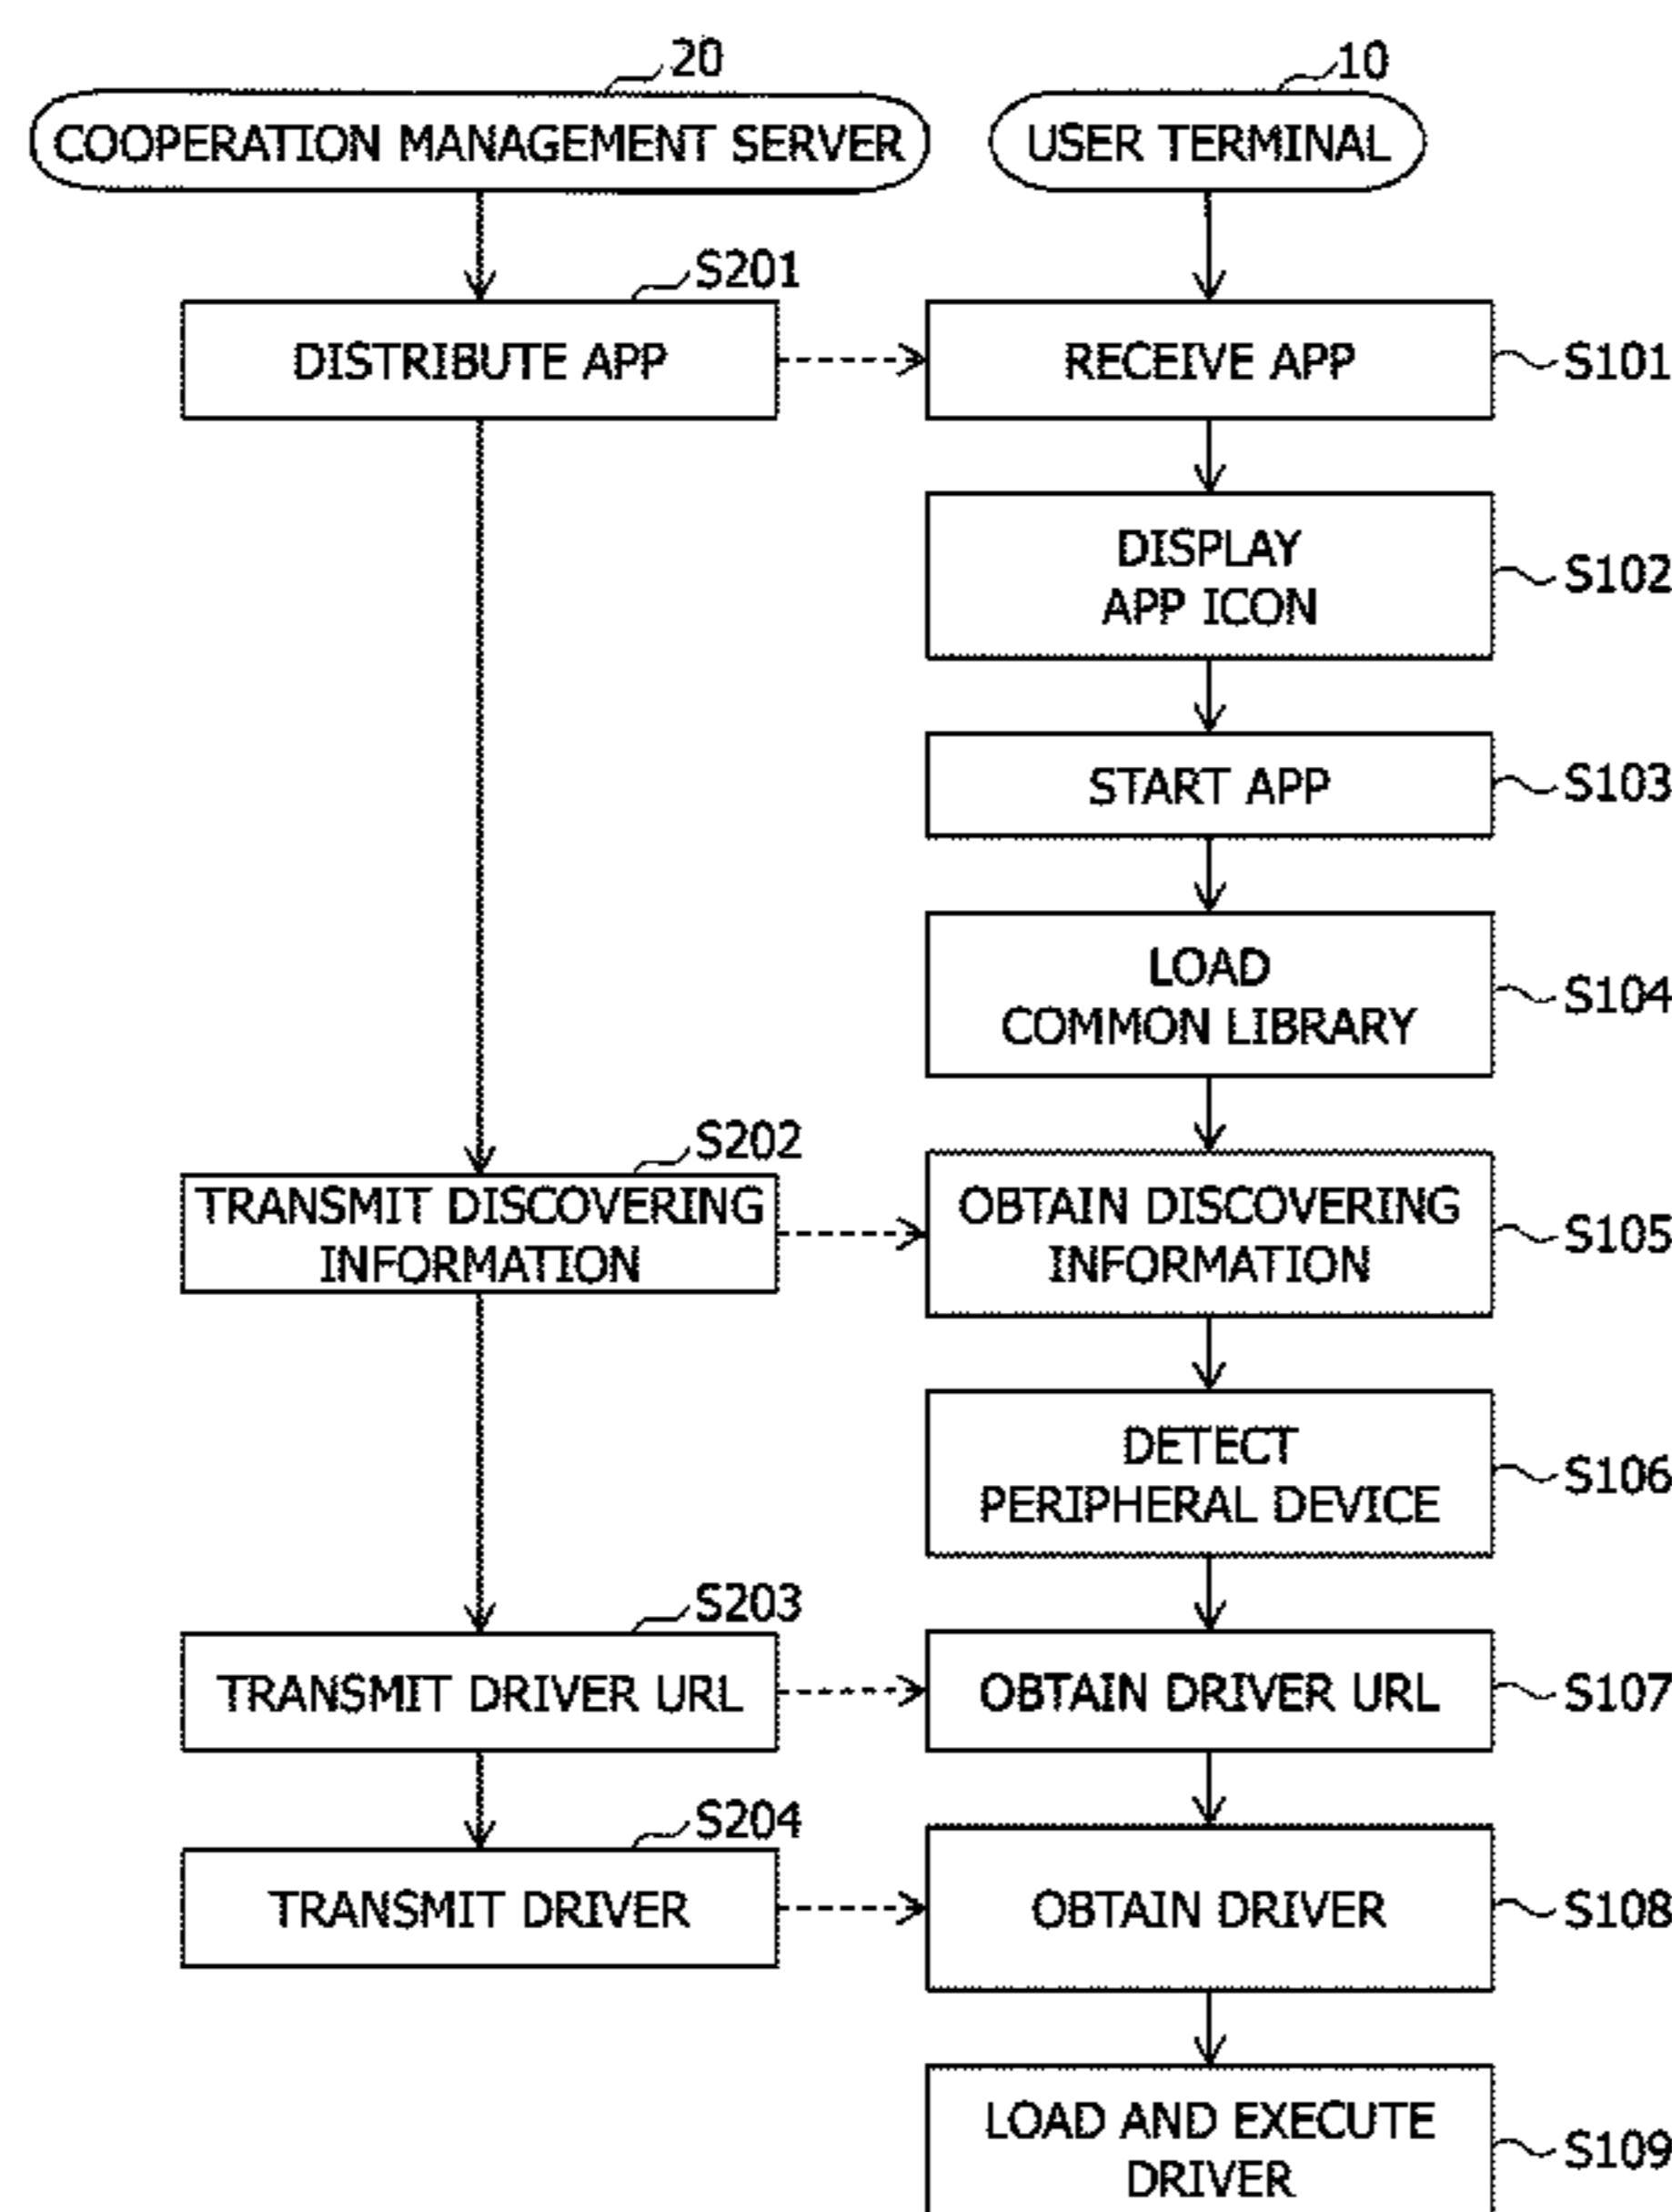 20
10
COOPERATION MANAGEMENT SERVER
USER TERMINAL
S201
DISTRIBUTE APP
RECEIVE APP
S101
DISPLAY
APP ICON
S102
START APP
S103
LOAD
COMMON LIBRARY
S104
S202
TRANSMIT DISCOVERING
INFORMATION
OBTAIN DISCOVERING
INFORMATION
S105
DETECT
PERIPHERAL DEVICE
S106
S203
TRANSMIT DRIVER URL
OBTAIN DRIVER URL
S107
S204
TRANSMIT DRIVER
OBTAIN DRIVER
S108
LOAD AND EXECUTE
DRIVER
S109